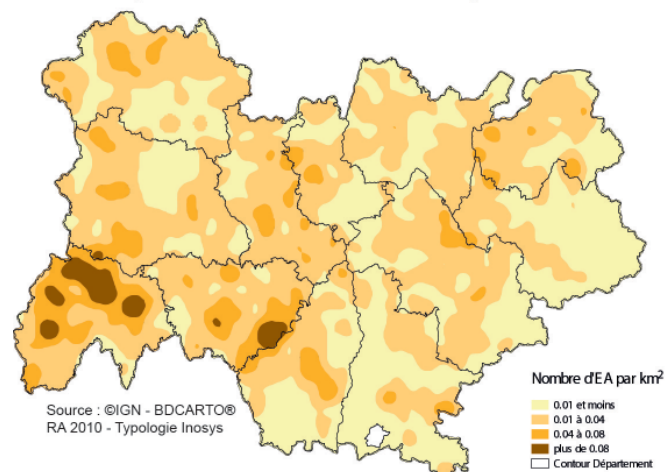 Source : ©IGN - BDCARTO®
RA 2010 - Typologie Inosys
Nombre d'EA par km²
0.01 et moins
0.01 à 0.04
0.04 à 0.08
plus de 0.08
Contour Département